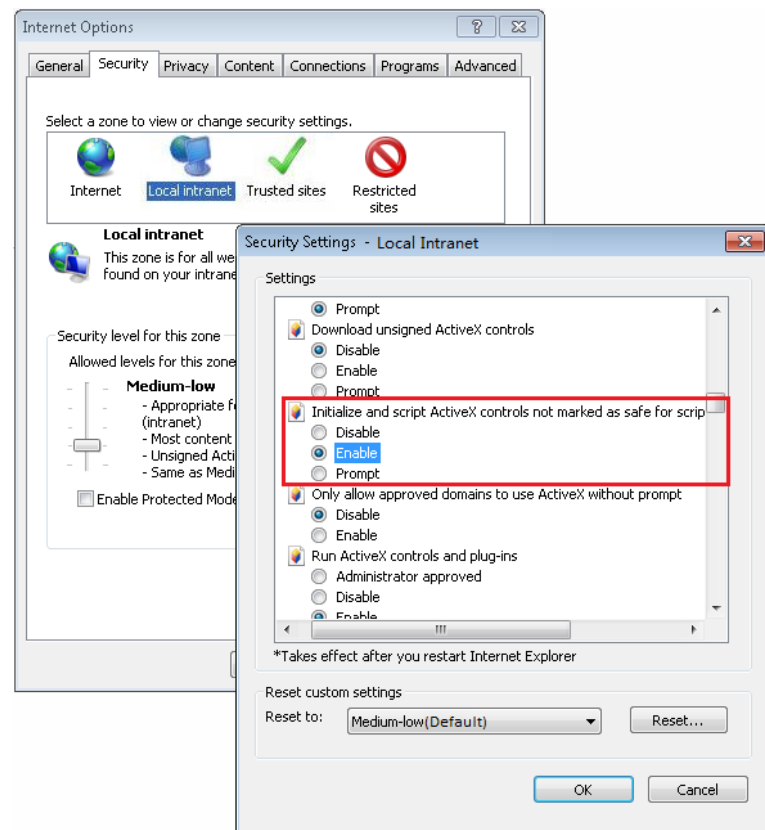 Internet Options
General Security Privacy Content Connections Programs Advanced
Select a zone to view or change security settings.
Internet Local intranet Trusted sites Restricted
sites
Local intranet
This zone is for all we
found on your intrane
Security level for this zone
Allowed levels for this zone
Medium-low
- Appropriate f
(intranet)
- Most content
- Unsigned Acti
- Same as Medi
Enable Protected Mode
Security Settings - Local Intranet
Settings
Prompt
Download unsigned ActiveX controls
Disable
Enable
Prompt
Initialize and script ActiveX controls not marked as safe for scrip
Disable
Enable
Prompt
Only allow approved domains to use ActiveX without prompt
Disable
Enable
Run ActiveX controls and plug-ins
Administrator approved
Disable
Enable
*Takes effect after you restart Internet Explorer
Reset custom settings
Reset to: Medium-low(Default) Reset...
OK Cancel